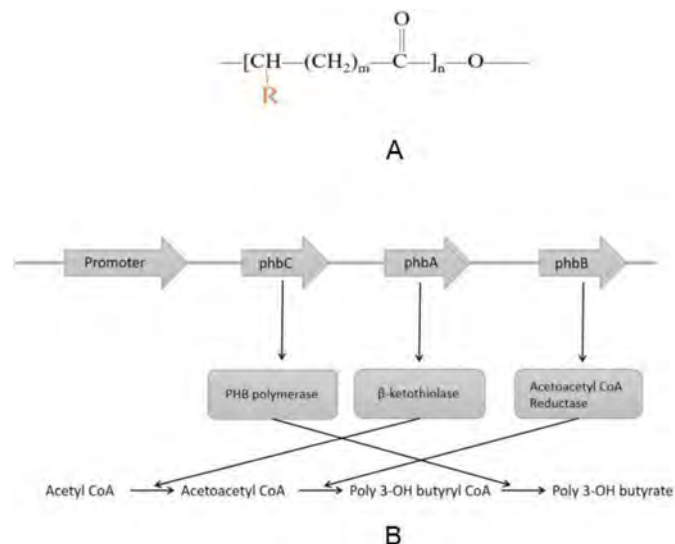 O
—[CH—(CH₂)ₘ—C—]ₙ—O—
R
A
Promoter phbC phbA phbB
PHB polymerase β-ketothiolase Acetoacetyl CoA
Reductase
Acetyl CoA Acetoacetyl CoA Poly 3-OH butyryl CoA Poly 3-OH butyrate
B